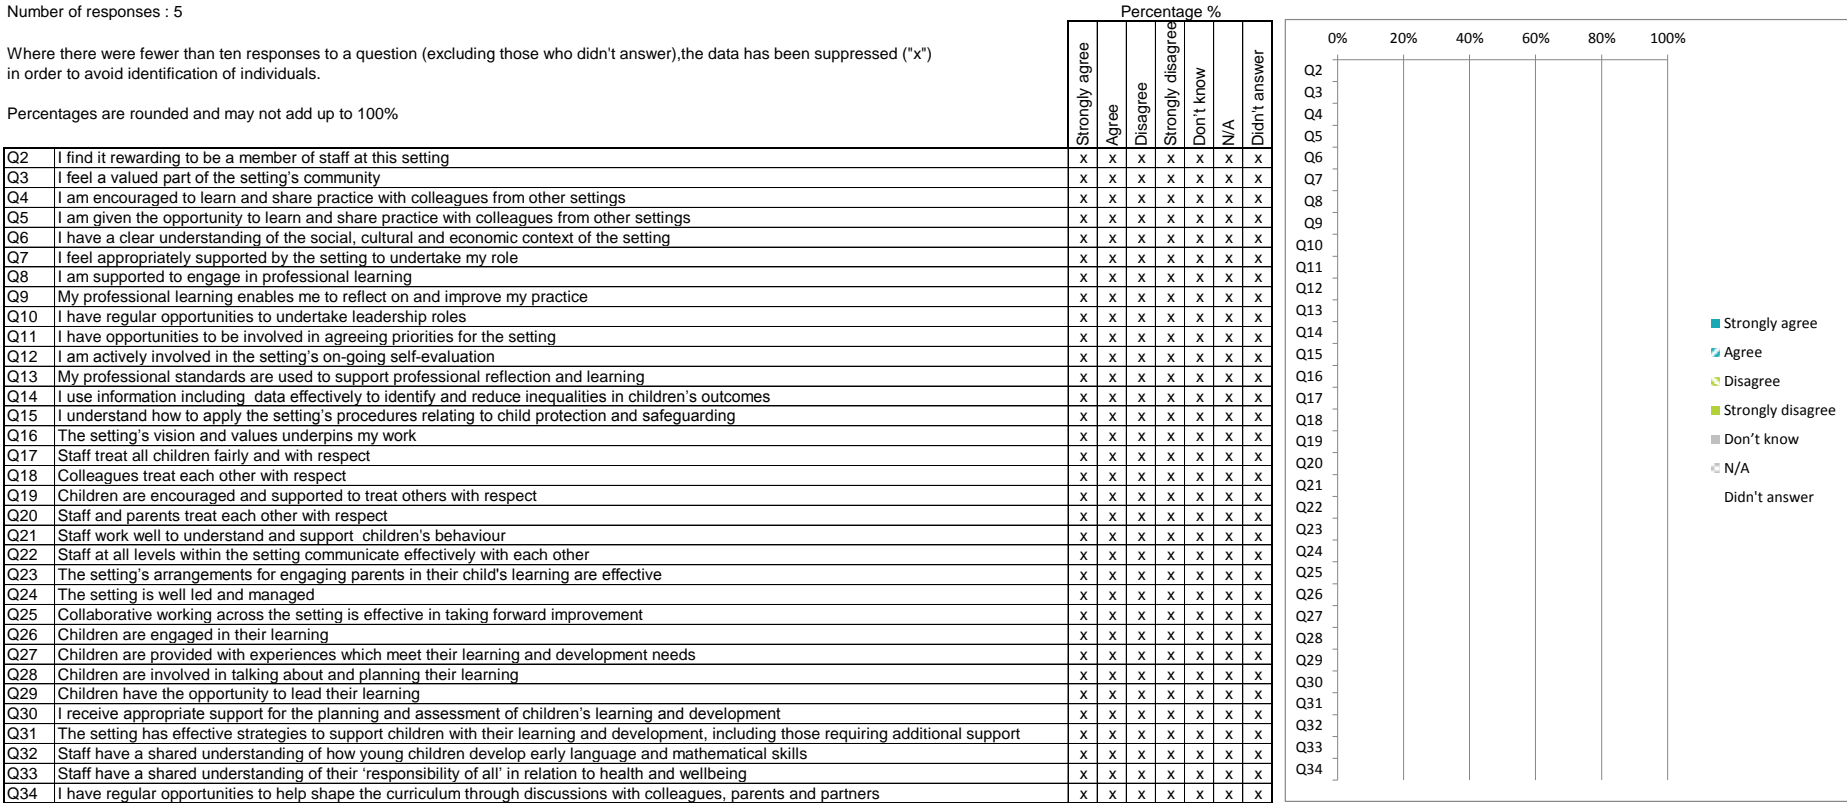 Number of responses : 5
Percentage %
Where there were fewer than ten responses to a question (excluding those who didn't answer),the data has been suppressed ("x")
in order to avoid identification of individuals.
Percentages are rounded and may not add up to 100%
Strongly agree
Agree
Disagree
Strongly disagree
Don't know
N/A
Didn't answer
Q2 I find it rewarding to be a member of staff at this setting x x x x x x x
Q3 I feel a valued part of the setting’s community x x x x x x x
Q4 I am encouraged to learn and share practice with colleagues from other settings x x x x x x x
Q5 I am given the opportunity to learn and share practice with colleagues from other settings x x x x x x x
Q6 I have a clear understanding of the social, cultural and economic context of the setting x x x x x x x
Q7 I feel appropriately supported by the setting to undertake my role x x x x x x x
Q8 I am supported to engage in professional learning x x x x x x x
Q9 My professional learning enables me to reflect on and improve my practice x x x x x x x
Q10 I have regular opportunities to undertake leadership roles x x x x x x x
Q11 I have opportunities to be involved in agreeing priorities for the setting x x x x x x x
Q12 I am actively involved in the setting’s on-going self-evaluation x x x x x x x
Q13 My professional standards are used to support professional reflection and learning x x x x x x x
Q14 I use information including  data effectively to identify and reduce inequalities in children’s outcomes x x x x x x x
Q15 I understand how to apply the setting’s procedures relating to child protection and safeguarding x x x x x x x
Q16 The setting’s vision and values underpins my work x x x x x x x
Q17 Staff treat all children fairly and with respect x x x x x x x
Q18 Colleagues treat each other with respect x x x x x x x
Q19 Children are encouraged and supported to treat others with respect x x x x x x x
Q20 Staff and parents treat each other with respect x x x x x x x
Q21 Staff work well to understand and support  children's behaviour x x x x x x x
Q22 Staff at all levels within the setting communicate effectively with each other x x x x x x x
Q23 The setting’s arrangements for engaging parents in their child's learning are effective x x x x x x x
Q24 The setting is well led and managed x x x x x x x
Q25 Collaborative working across the setting is effective in taking forward improvement x x x x x x x
Q26 Children are engaged in their learning x x x x x x x
Q27 Children are provided with experiences which meet their learning and development needs x x x x x x x
Q28 Children are involved in talking about and planning their learning x x x x x x x
Q29 Children have the opportunity to lead their learning x x x x x x x
Q30 I receive appropriate support for the planning and assessment of children’s learning and development x x x x x x x
Q31 The setting has effective strategies to support children with their learning and development, including those requiring additional support x x x x x x x
Q32 Staff have a shared understanding of how young children develop early language and mathematical skills x x x x x x x
Q33 Staff have a shared understanding of their ‘responsibility of all’ in relation to health and wellbeing x x x x x x x
Q34 I have regular opportunities to help shape the curriculum through discussions with colleagues, parents and partners x x x x x x x
0% 20% 40% 60% 80% 100%
Q2
Q3
Q4
Q5
Q6
Q7
Q8
Q9
Q10
Q11
Q12
Q13
Q14
Q15
Q16
Q17
Q18
Q19
Q20
Q21
Q22
Q23
Q24
Q25
Q26
Q27
Q28
Q29
Q30
Q31
Q32
Q33
Q34
Strongly agree
Agree
Disagree
Strongly disagree
Don’t know
N/A
Didn't answer